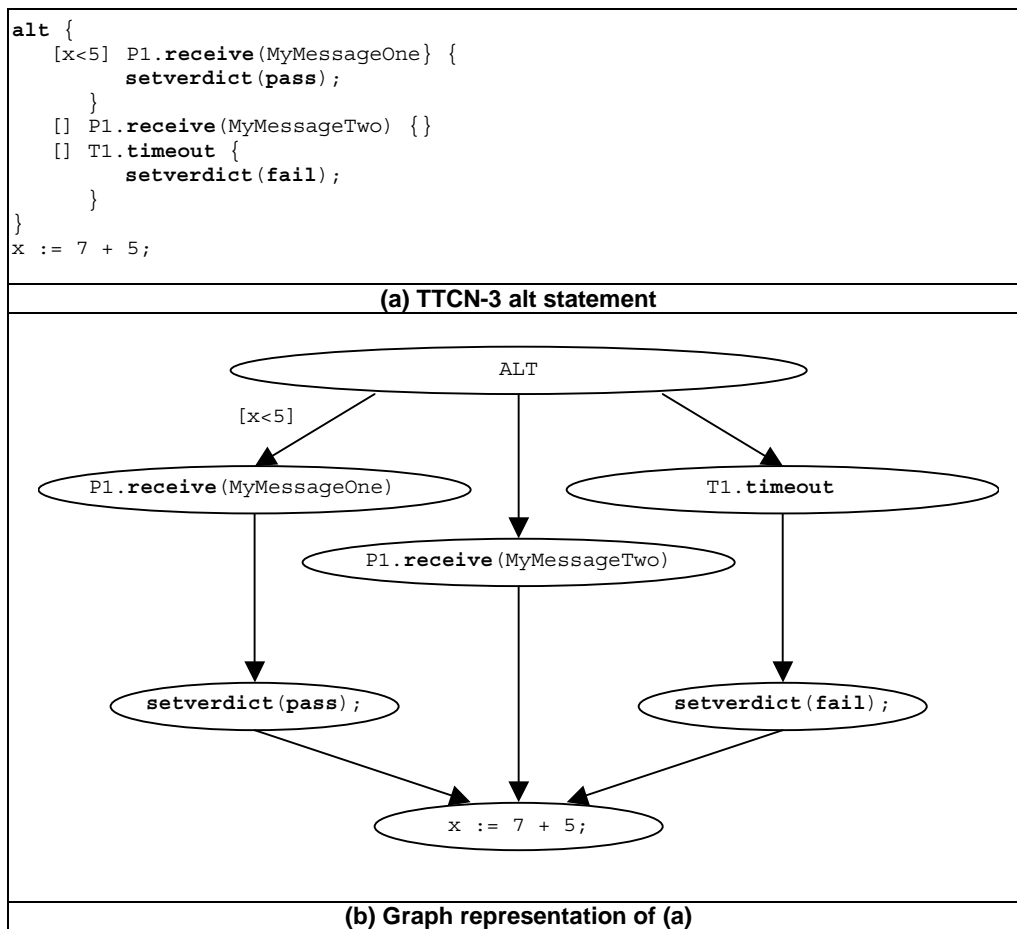 alt {
[x<5] P1.receive(MyMessageOne} {
setverdict(pass);
}
[] P1.receive(MyMessageTwo) {}
[] T1.timeout {
setverdict(fail);
}
}
x := 7 + 5;
(a) TTCN-3 alt statement
ALT
[x<5]
P1.receive(MyMessageOne)
T1.timeout
P1.receive(MyMessageTwo)
setverdict(pass);
setverdict(fail);
x := 7 + 5;
(b) Graph representation of (a)